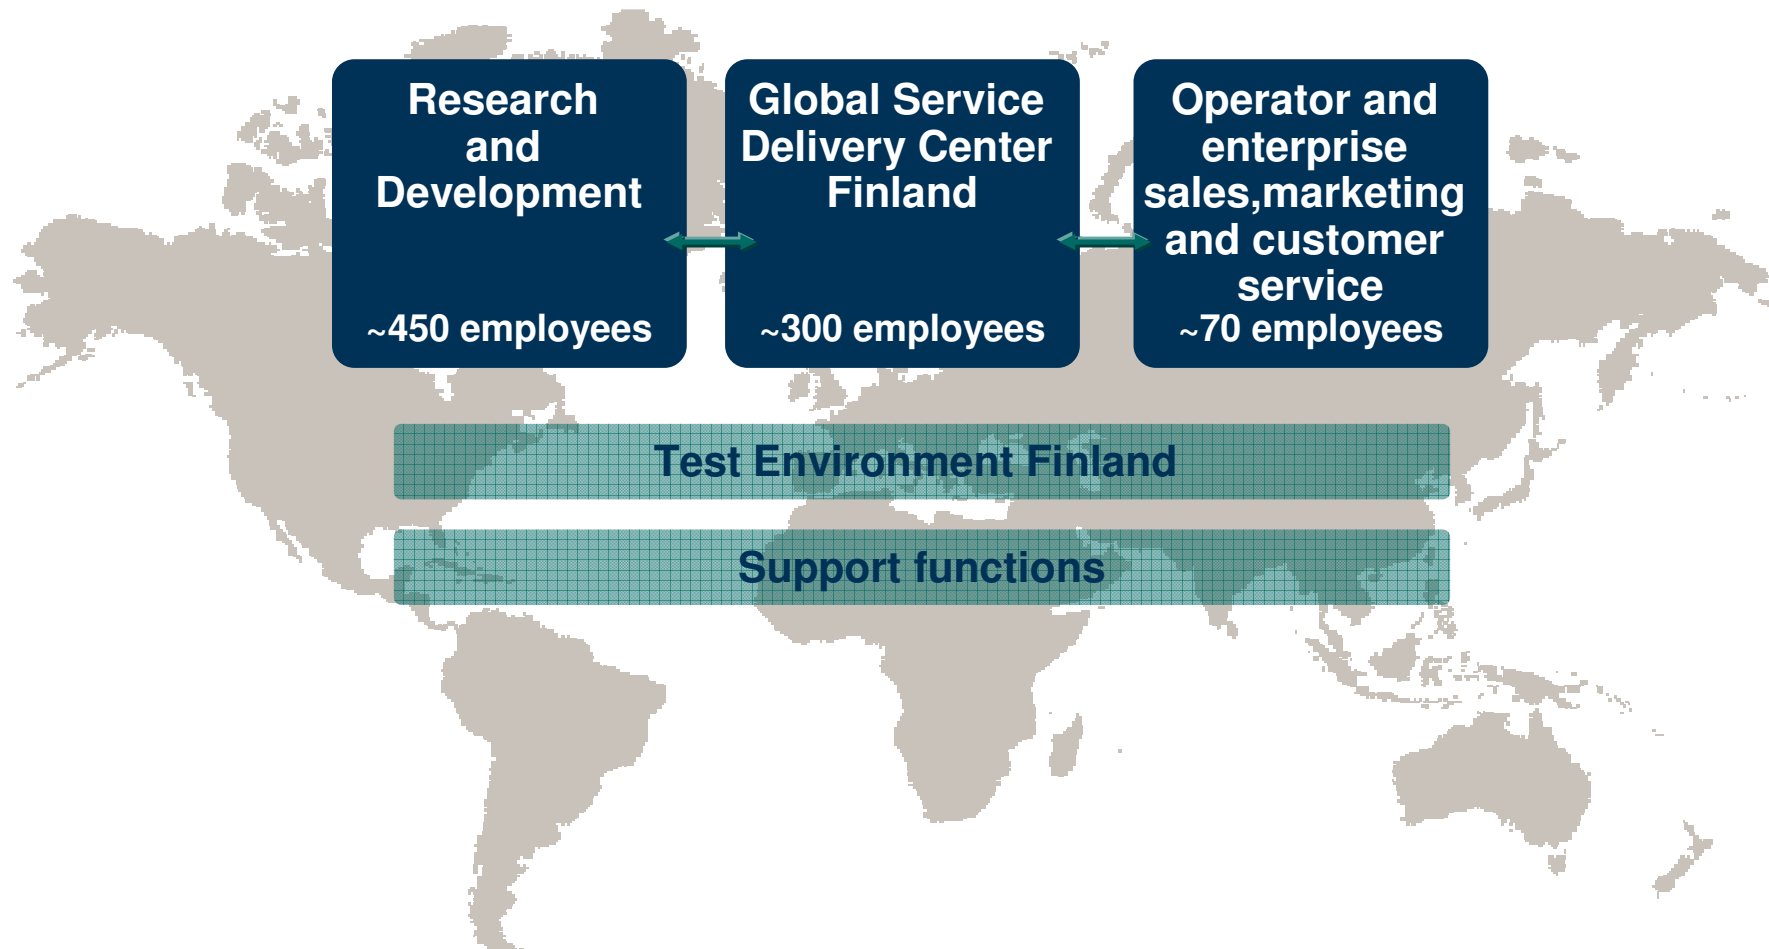 Research
and
Development
~450 employees
Global Service
Delivery Center
Finland
~300 employees
Operator and
enterprise
sales,marketing
and customer
service
~70 employees
Test Environment Finland
Support functions